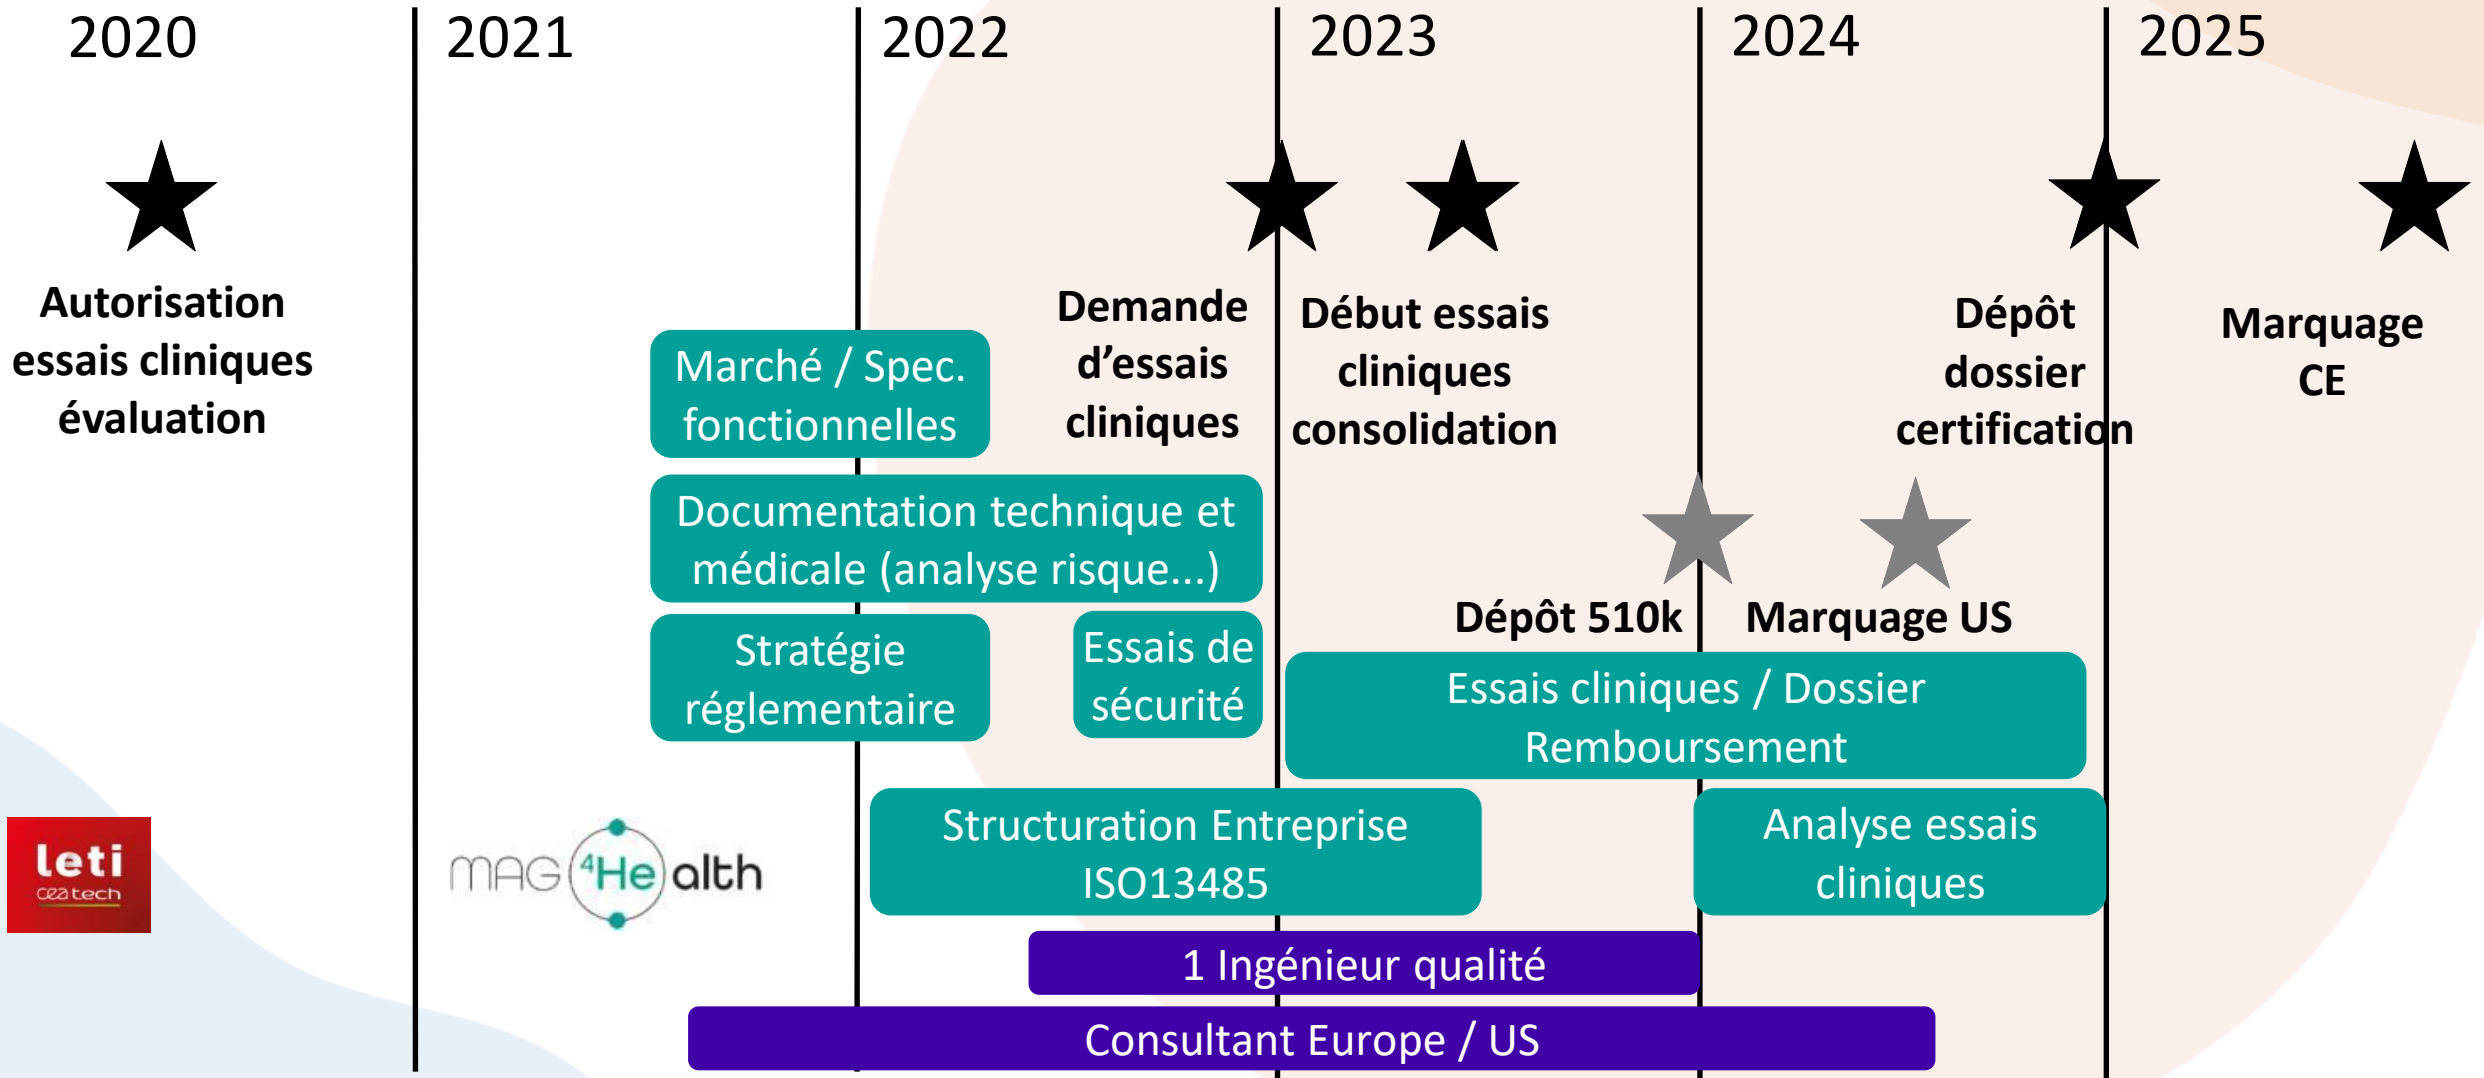 2020
2021
2022
2023
2024
2025
Autorisation
essais cliniques
évaluation
Demande
d’essais
cliniques
Début essais
cliniques
consolidation
Dépôt
dossier
certification
Marquage
CE
Marché / Spec.
fonctionnelles
Documentation technique et
médicale (analyse risque...)
Dépôt 510k
Marquage US
Stratégie
réglementaire
Essais de
sécurité
Essais cliniques / Dossier
Remboursement
leti
ceatech
MAG 4He alth
Structuration Entreprise
ISO13485
Analyse essais
cliniques
1 Ingénieur qualité
Consultant Europe / US